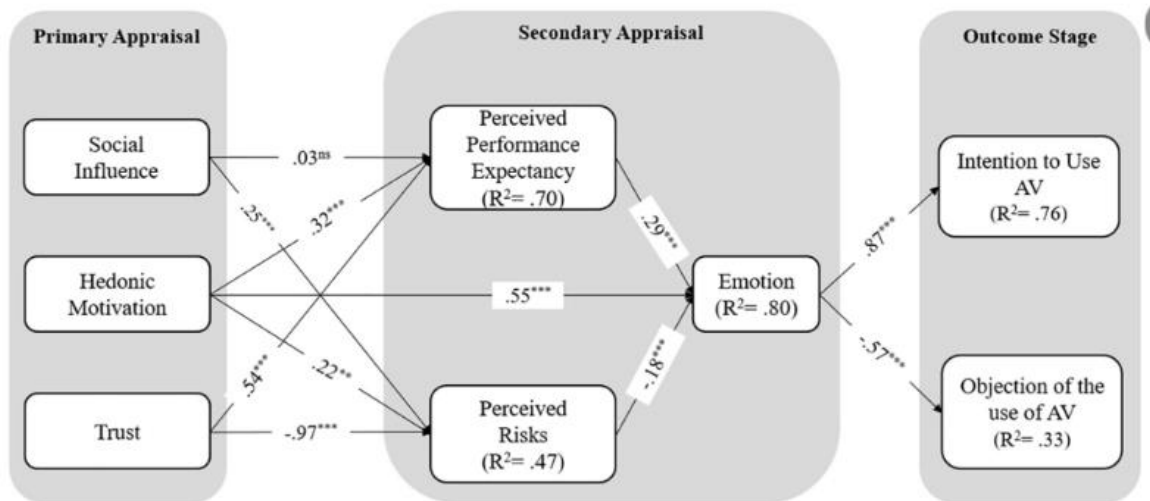 Primary Appraisal
Secondary Appraisal
Outcome Stage
Social
Influence
Hedonic
Motivation
Trust
.03ns
.25***
.32***
.55***
.54***
.22**
-.97***
Perceived
Performance
Expectancy
(R²= .70)
Perceived
Risks
(R²= .47)
.29***
-.18***
Emotion
(R²= .80)
.87***
-.57***
Intention to Use
AV
(R²= .76)
Objection of the
use of AV
(R²= .33)